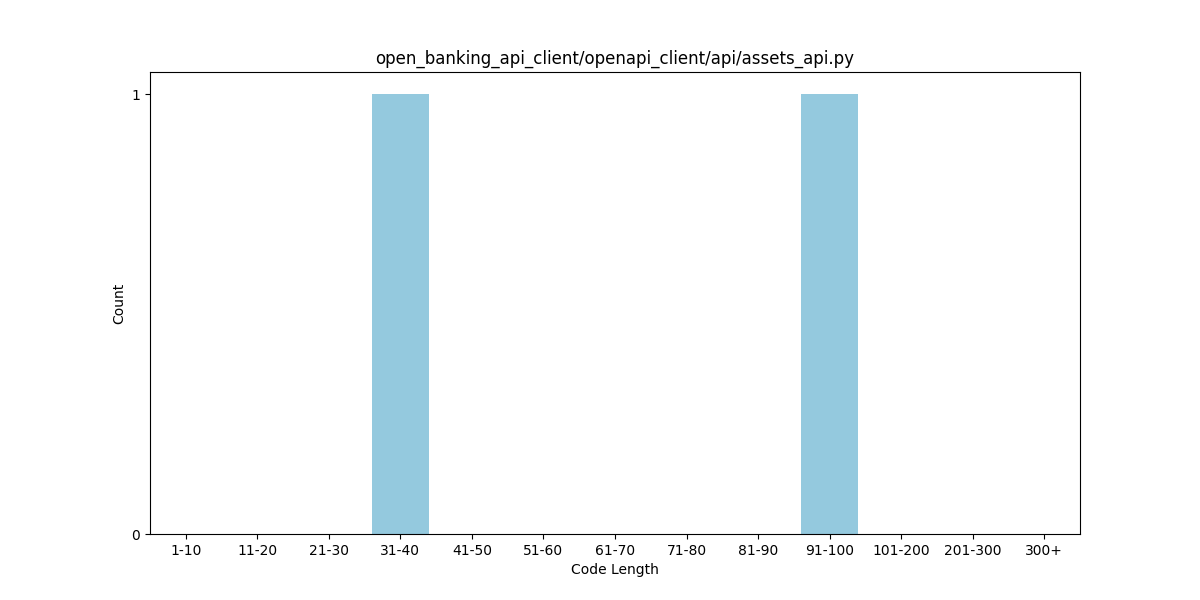 open_banking_api_client/openapi_client/api/assets_api.py
1
Count
0
1-10 11-20 21-30 31-40 41-50 51-60 61-70 71-80 81-90 91-100 101-200 201-300 300+
Code Length